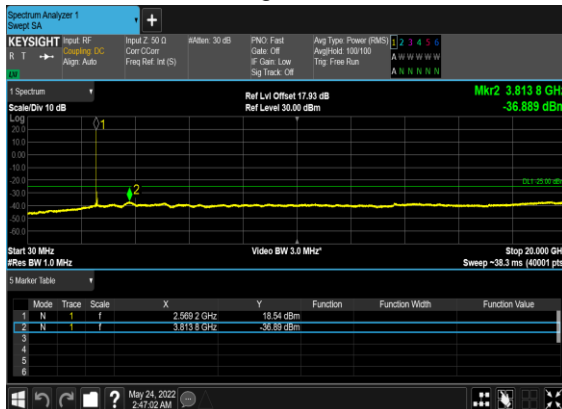 Spectrum Analyzer 1
Swept SA
+
KEYSIGHT Input: RF Input Z: 50 Ω #Atten: 30 dB PNO: Fast Avg Type: Power (RMS) 1 2 3 4 5 6
R T Coupling: DC Corr CCorr Gate: Off Avg|Hold: 100/100 A W W W W W
Align: Auto Freq Ref: Int (S) IF Gain: Low Trig: Free Run
Sig Track: Off A N N N N N
1 Spectrum Ref Lvl Offset 17.93 dB Mkr2 3.813 8 GHz
Scale/Div 10 dB Ref Level 30.00 dBm -36.889 dBm
Log
20.0
10.0
0.00
-10.0
-20.0
-30.0
-40.0
-50.0
-60.0
1
2
DL1 -25.00 dBm
Start 30 MHz Video BW 3.0 MHz* Stop 20.000 GHz
#Res BW 1.0 MHz Sweep ~38.3 ms (40001 pts)
5 Marker Table
Mode Trace Scale X Y Function Function Width Function Value
1 N 1 f 2.569 2 GHz 18.54 dBm
2 N 1 f 3.813 8 GHz -36.89 dBm
3
4
5
6
? May 24, 2022
2:47:02 AM